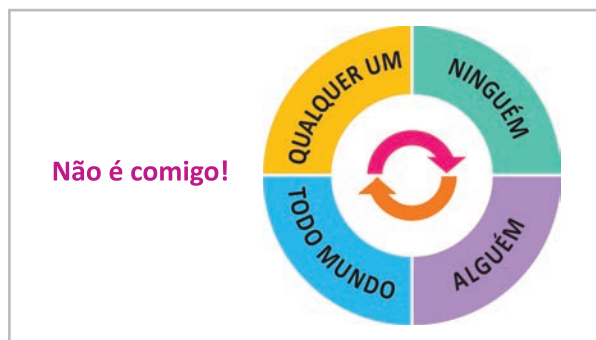 Não é comigo!
QUALQUER UM
NINGUÉM
TODO MUNDO
ALGUÉM